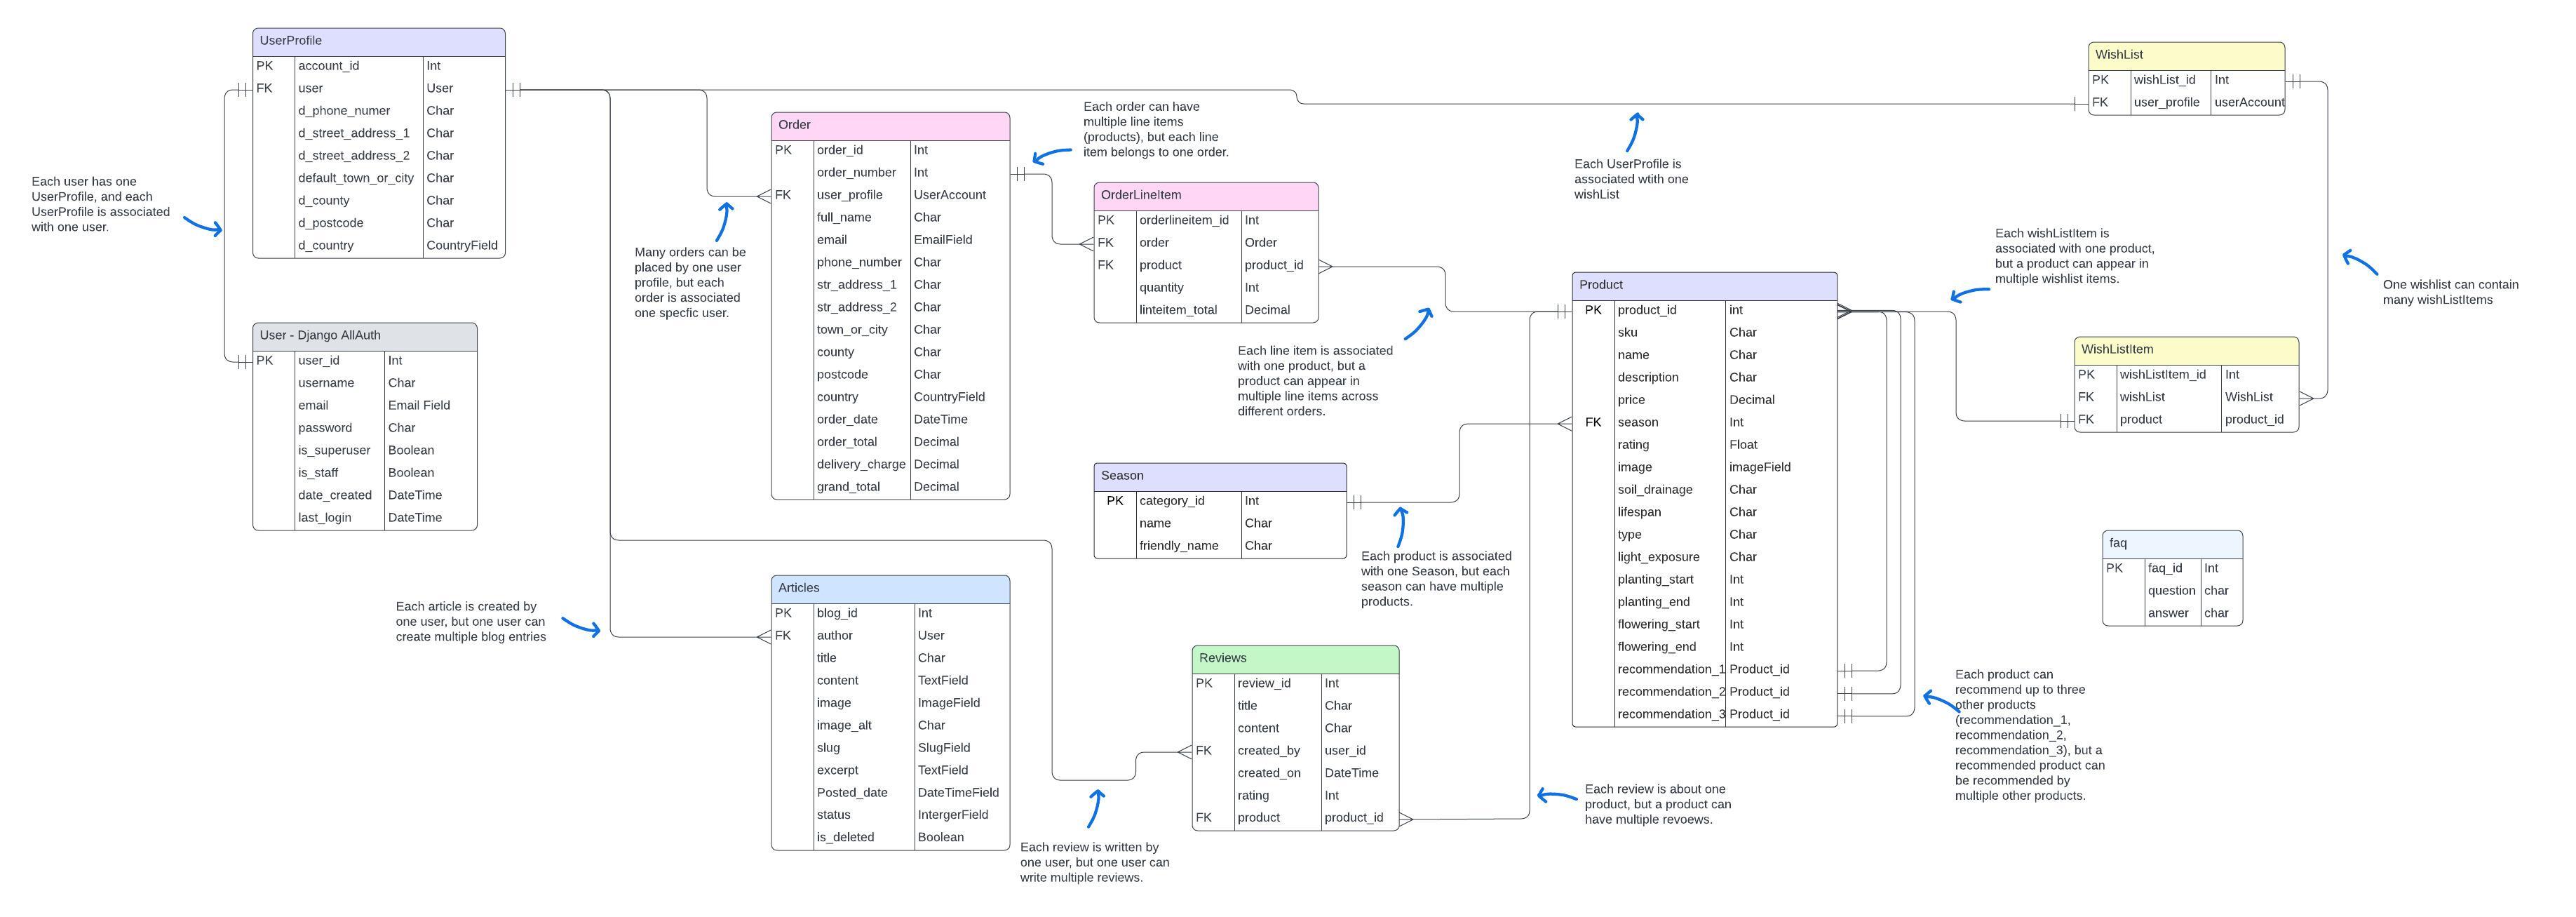 UserProfile
PK account_id Int
FK user User
d_phone_numer Char
d_street_address_1 Char
d_street_address_2 Char
default_town_or_city Char
d_county Char
d_postcode Char
d_country CountryField
Each user has one
UserProfile, and each
UserProfile is associated
with one user.
User - Django AllAuth
PK user_id Int
username Char
email Email Field
password Char
is_superuser Boolean
is_staff Boolean
date_created DateTime
last_login DateTime
Many orders can be
placed by one user
profile, but each
order is associated
one specfic user.
Order
PK order_id Int
order_number Int
FK user_profile UserAccount
full_name Char
email EmailField
phone_number Char
str_address_1 Char
str_address_2 Char
town_or_city Char
county Char
postcode Char
country CountryField
order_date DateTime
order_total Decimal
delivery_charge Decimal
grand_total Decimal
Each order can have
multiple line items
(products), but each line
item belongs to one order.
OrderLineItem
PK orderlineitem_id Int
FK order Order
FK product product_id
quantity Int
linteitem_total Decimal
Each line item is associated
with one product, but a
product can appear in
multiple line items across
different orders.
Season
PK category_id Int
name Char
friendly_name Char
Each product is associated
with one Season, but each
season can have multiple
products.
Each article is created by
one user, but one user can
create multiple blog entries
Articles
PK blog_id Int
FK author User
title Char
content TextField
image ImageField
image_alt Char
slug SlugField
excerpt TextField
Posted_date DateTimeField
status IntergerField
is_deleted Boolean
Each review is written by
one user, but one user can
write multiple reviews.
Reviews
PK review_id Int
title Char
content Char
FK created_by user_id
created_on DateTime
rating Int
FK product product_id
Each review is about one
product, but a product can
have multiple revoews.
Each UserProfile is
associated wtith one
wishList
Product
PK product_id int
sku Char
name Char
description Char
price Decimal
FK season Int
rating Float
image imageField
soil_drainage Char
lifespan Char
type Char
light_exposure Char
planting_start Int
planting_end Int
flowering_start Int
flowering_end Int
recommendation_1 Product_id
recommendation_2 Product_id
recommendation_3 Product_id
Each product can
recommend up to three
other products
(recommendation_1,
recommendation_2,
recommendation_3), but a
recommended product can
be recommended by
multiple other products.
WishList
PK wishList_id Int
FK user_profile userAccount
Each wishListItem is
associated with one product,
but a product can appear in
multiple wishlist items.
One wishlist can contain
many wishListItems
WishListItem
PK wishListItem_id Int
FK wishList WishList
FK product product_id
faq
PK faq_id Int
question char
answer char